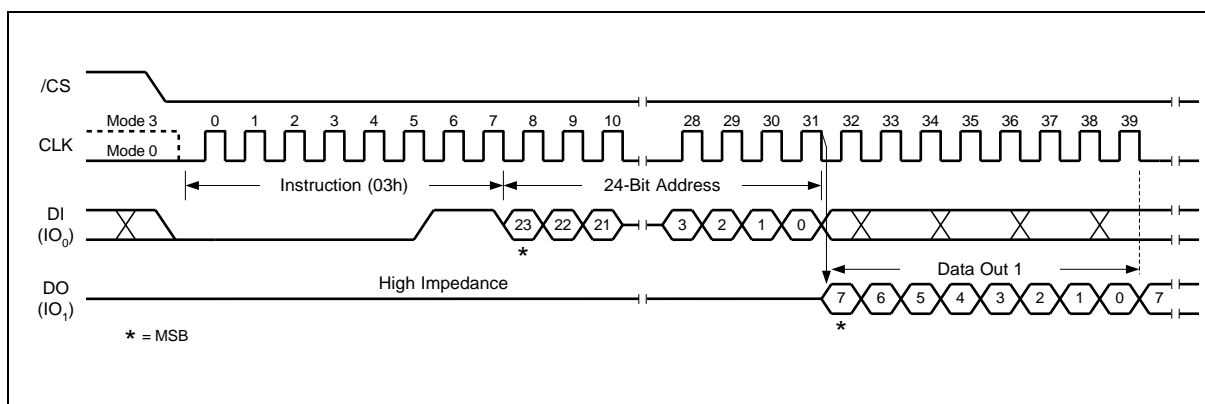 /CS
Mode 3
0 1 2 3 4 5 6 7 8 9 10 28 29 30 31 32 33 34 35 36 37 38 39
CLK
Mode 0
Instruction (03h) 24-Bit Address
DI
(IO0)
23 22 21 3 2 1 0
*
Data Out 1
High Impedance
DO
(IO1)
7 6 5 4 3 2 1 0 7
*
* = MSB